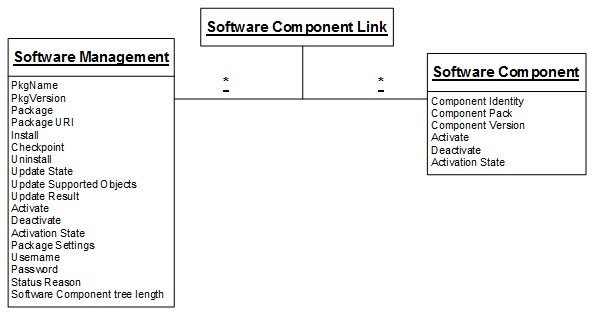 Software Component Link
Software Management
*
*
Software Component
PkgName
PkgVersion
Package
Package URI
Install
Checkpoint
Uninstall
Update State
Update Supported Objects
Update Result
Activate
Deactivate
Activation State
Package Settings
Username
Password
Status Reason
Software Component tree length
Component Identity
Component Pack
Component Version
Activate
Deactivate
Activation State